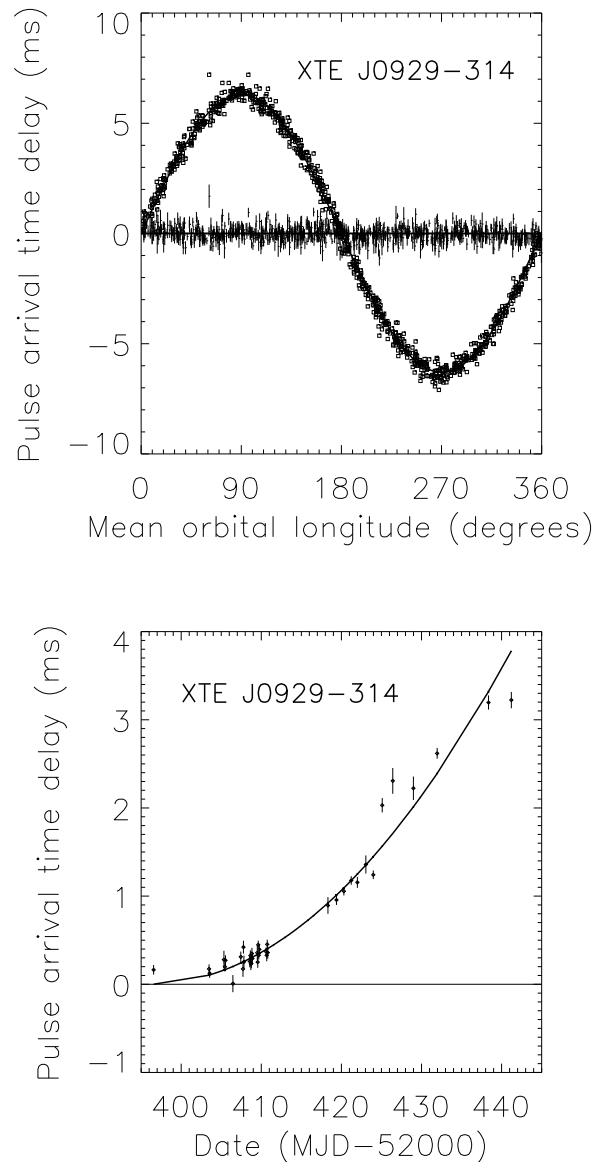 10
5
0
−5
−10
Pulse arrival time delay (ms)
XTE J0929−314
0 90 180 270 360
Mean orbital longitude (degrees)
4
3
2
1
0
−1
Pulse arrival time delay (ms)
XTE J0929−314
400 410 420 430 440
Date (MJD−52000)